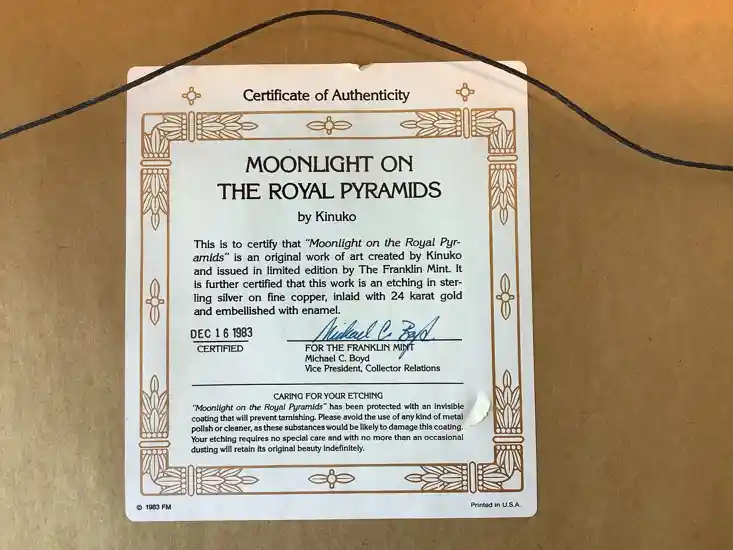 Certificate of Authenticity
MOONLIGHT ON
THE ROYAL PYRAMIDS
by Kinuko
This is to certify that "Moonlight on the Royal Pyr-
amids" is an original work of art created by Kinuko
and issued in limited edition by The Franklin Mint. It
is further certified that this work is an etching in ster-
ling silver on fine copper, inlaid with 24 karat gold
and embellished with enamel.
DEC 16 1983
CERTIFIED
Michael C. Boyd
FOR THE FRANKLIN MINT
Michael C. Boyd
Vice President, Collector Relations
CARING FOR YOUR ETCHING
"Moonlight on the Royal Pyramids" has been protected with an invisible
coating that will prevent tarnishing. Please avoid the use of any kind of metal
polish or cleaner, as these substances would be likely to damage this coating.
Your etching requires no special care and with no more than an occasional
dusting will retain its original beauty indefinitely.
© 1983 FM
Printed in U.S.A.